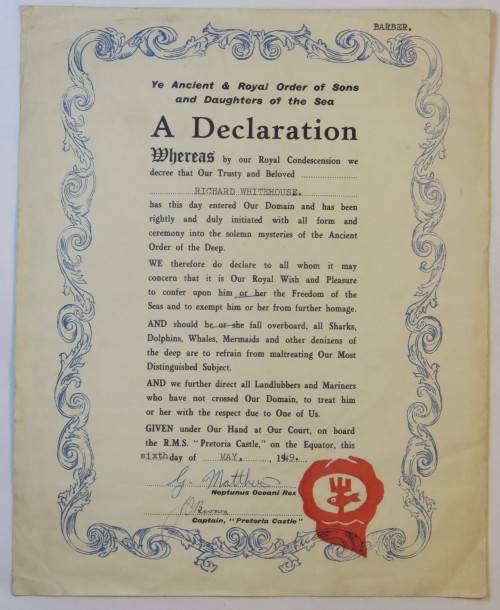 BARBER.
Ye Ancient & Royal Order of Sons
and Daughters of the Sea
A Declaration
Whereas by our Royal Condescension we
decree that Our Trusty and Beloved
RICHARD WHITEHOUSE.
has this day entered Our Domain and has been
rightly and duly initiated with all form and
ceremony into the solemn mysteries of the Ancient
Order of the Deep.
WE therefore do declare to all whom it may
concern that it is Our Royal Wish and Pleasure
to confer upon him or her the Freedom of the
Seas and to exempt him or her from further homage.
AND should he or she fall overboard, all Sharks,
Dolphins, Whales, Mermaids and other denizens of
the deep are to refrain from maltreating Our Most
Distinguished Subject.
AND we further direct all Landlubbers and Mariners
who have not crossed Our Domain, to treat him
or her with the respect due to One of Us.
GIVEN under Our Hand at Our Court, on board
the R.M.S. "Pretoria Castle," on the Equator, this
sixth day of MAY. , 1949.
G. Matthew
Neptunus Oceani Rex
Brown
Captain, "Pretoria Castle"